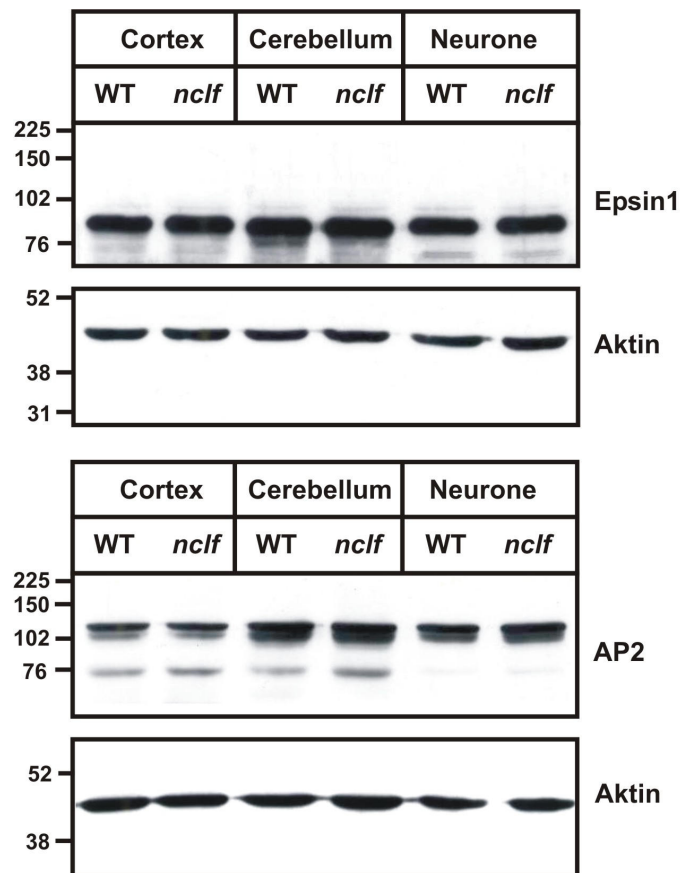 Cortex Cerebellum Neurone
WT nclf WT nclf WT nclf
225
150
102
76
Epsin1
52
38
31
Aktin
Cortex Cerebellum Neurone
WT nclf WT nclf WT nclf
225
150
102
76
AP2
52
38
Aktin